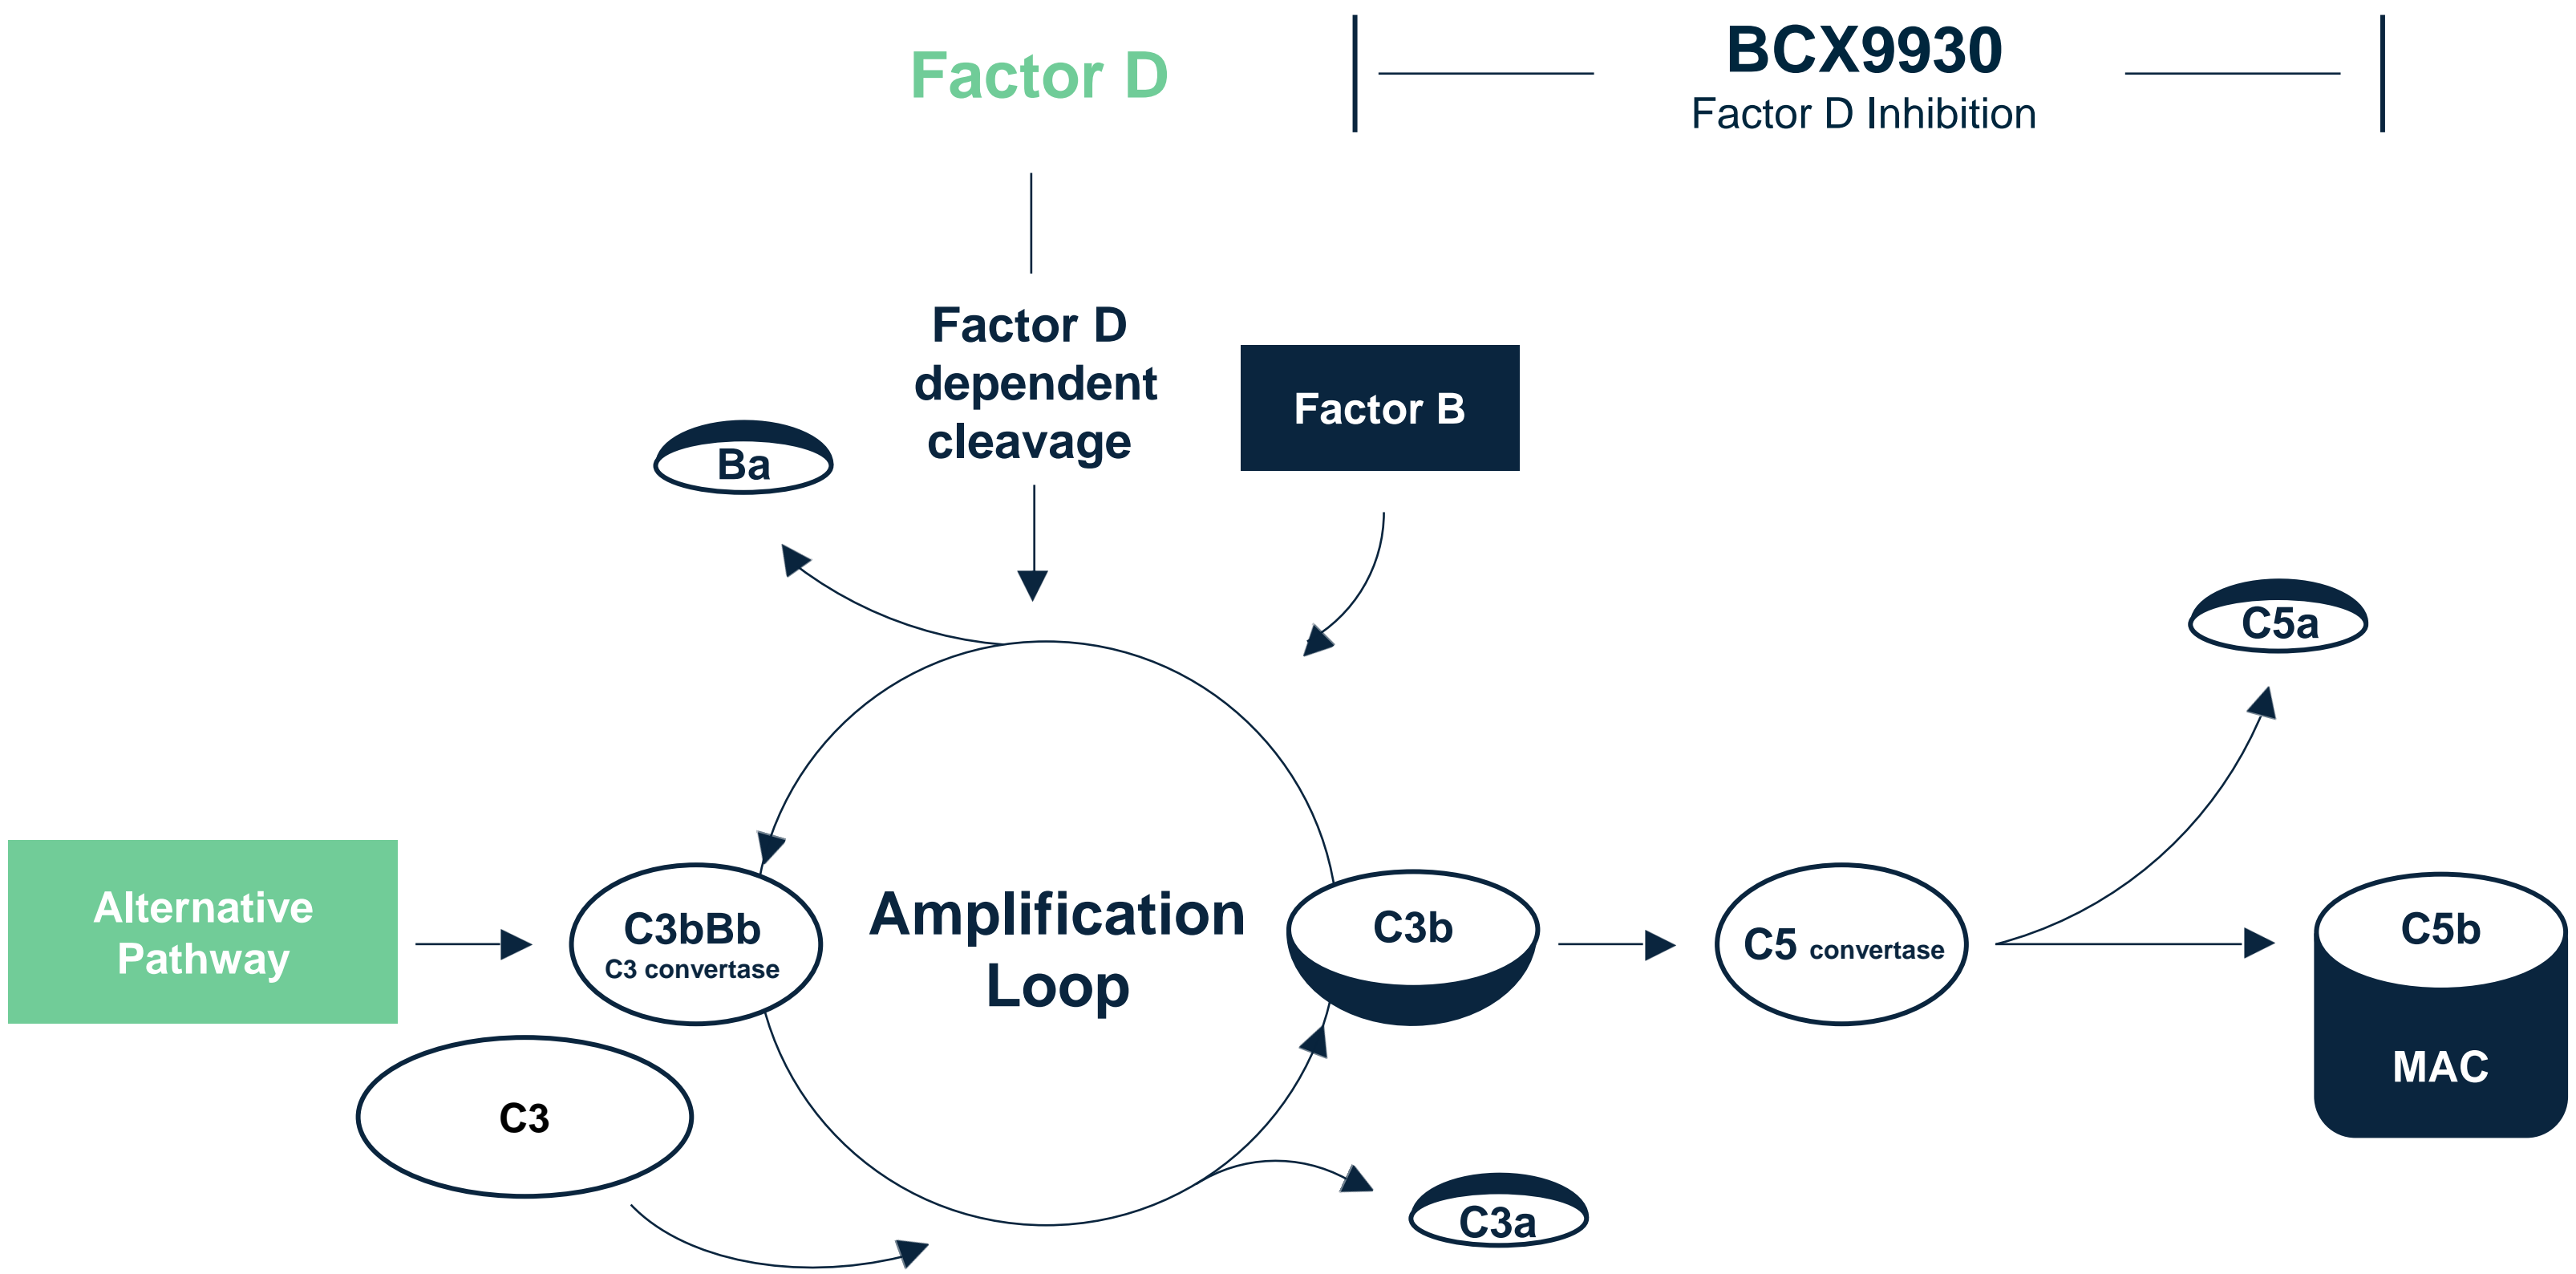 Factor D
BCX9930
Factor D Inhibition
Factor D
dependent
cleavage
Factor B
Ba
C5a
Alternative
Pathway
C3bBb
C3 convertase
Amplification
Loop
C3b
C5 convertase
C5b
MAC
C3
C3a